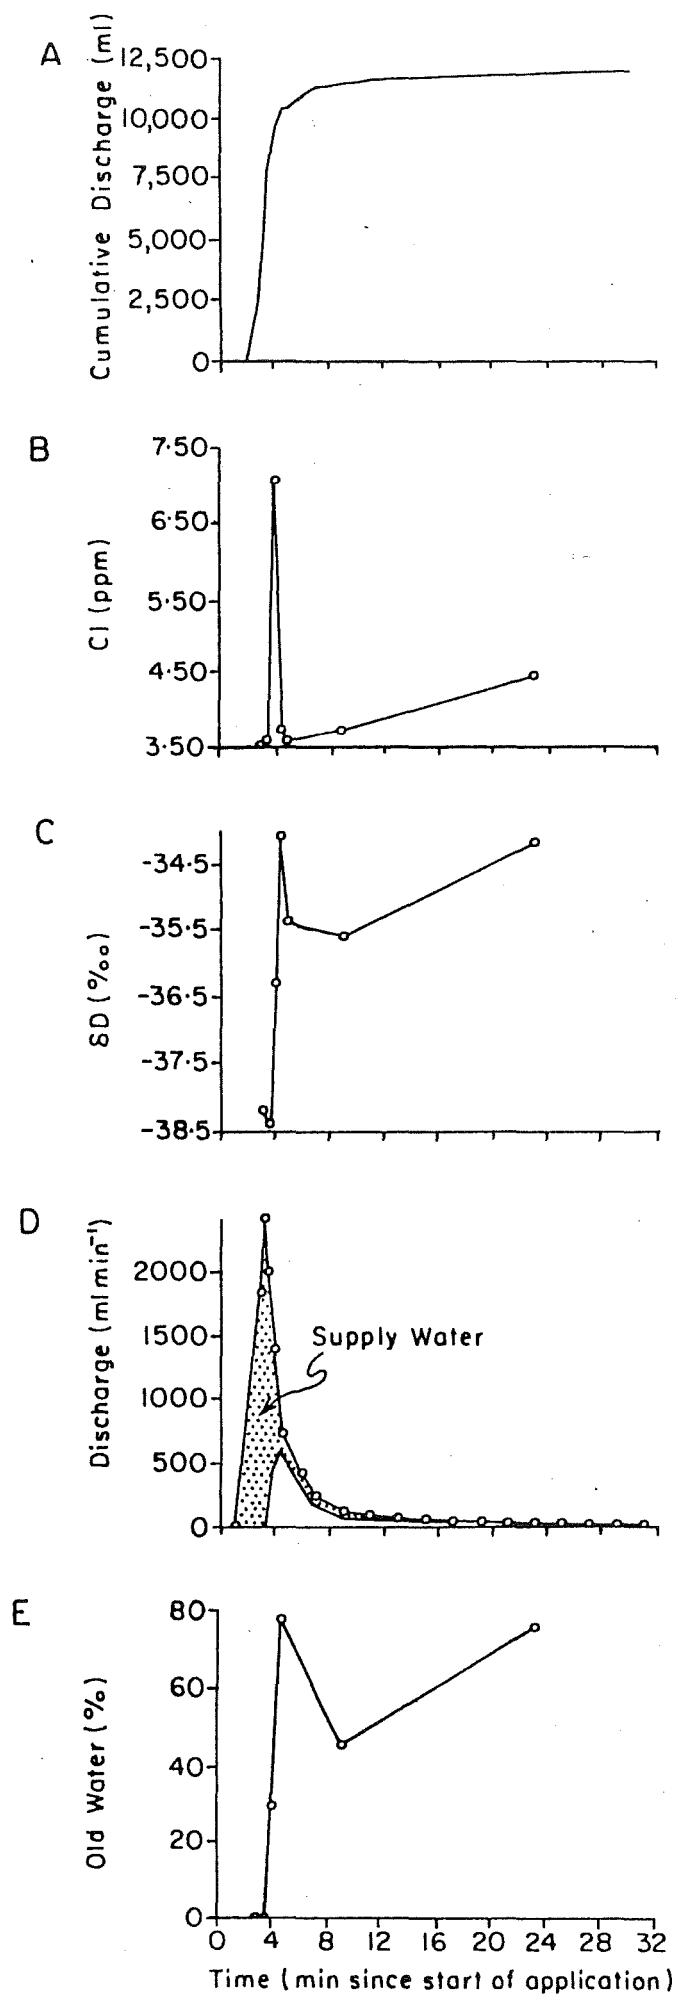 A
Cumulative Discharge (ml)
12,500
10,000
7,500
5,000
2,500
0
B
Cl (ppm)
7·50
6·50
5·50
4·50
3·50
C
δD (‰)
-34·5
-35·5
-36·5
-37·5
-38·5
D
Discharge (ml min⁻¹)
2000
1500
1000
500
0
Supply Water
E
Old Water (%)
80
60
40
20
0
0 4 8 12 16 20 24 28 32
Time (min since start of application)